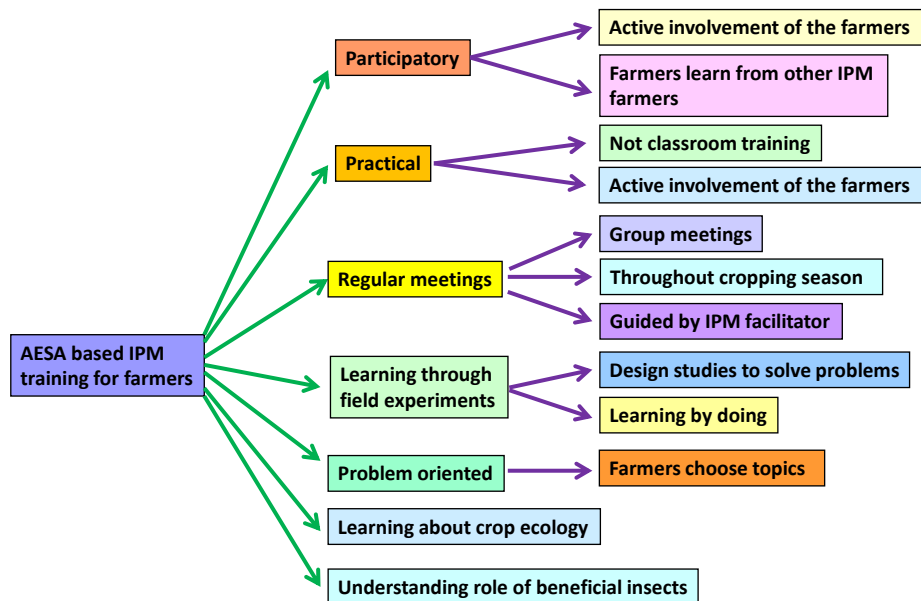 AESA based IPM
training for farmers
Participatory
Active involvement of the farmers
Farmers learn from other IPM
farmers
Practical
Not classroom training
Active involvement of the farmers
Regular meetings
Group meetings
Throughout cropping season
Guided by IPM facilitator
Learning through
field experiments
Design studies to solve problems
Learning by doing
Problem oriented
Farmers choose topics
Learning about crop ecology
Understanding role of beneficial insects